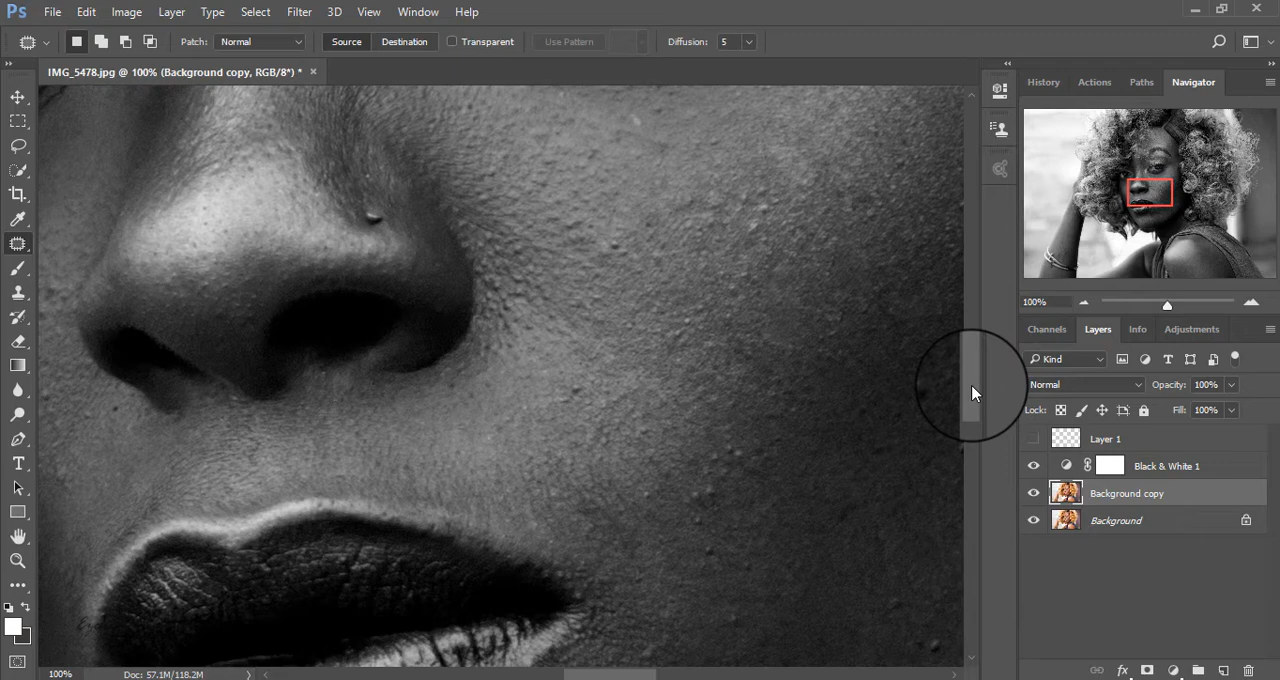 Ps File Edit Image Layer Type Select Filter 3D View Window Help
Patch: Normal Source Destination Transparent Use Pattern Diffusion: 5
IMG_5478.jpg @ 100% (Background copy, RGB/8*) * ×
History Actions Paths Navigator
100%
Channels Layers Info Adjustments
Kind
Normal Opacity: 100%
Lock: Fill: 100%
Layer 1
Black & White 1
Background copy
Background
100% Doc: 57.1M/118.2M